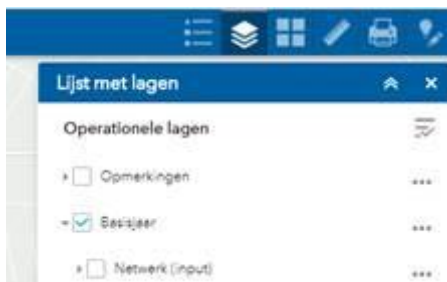 Lijst met lagen
Operationele lagen
Opmerkingen
Basisjaar
Netwerk (input)